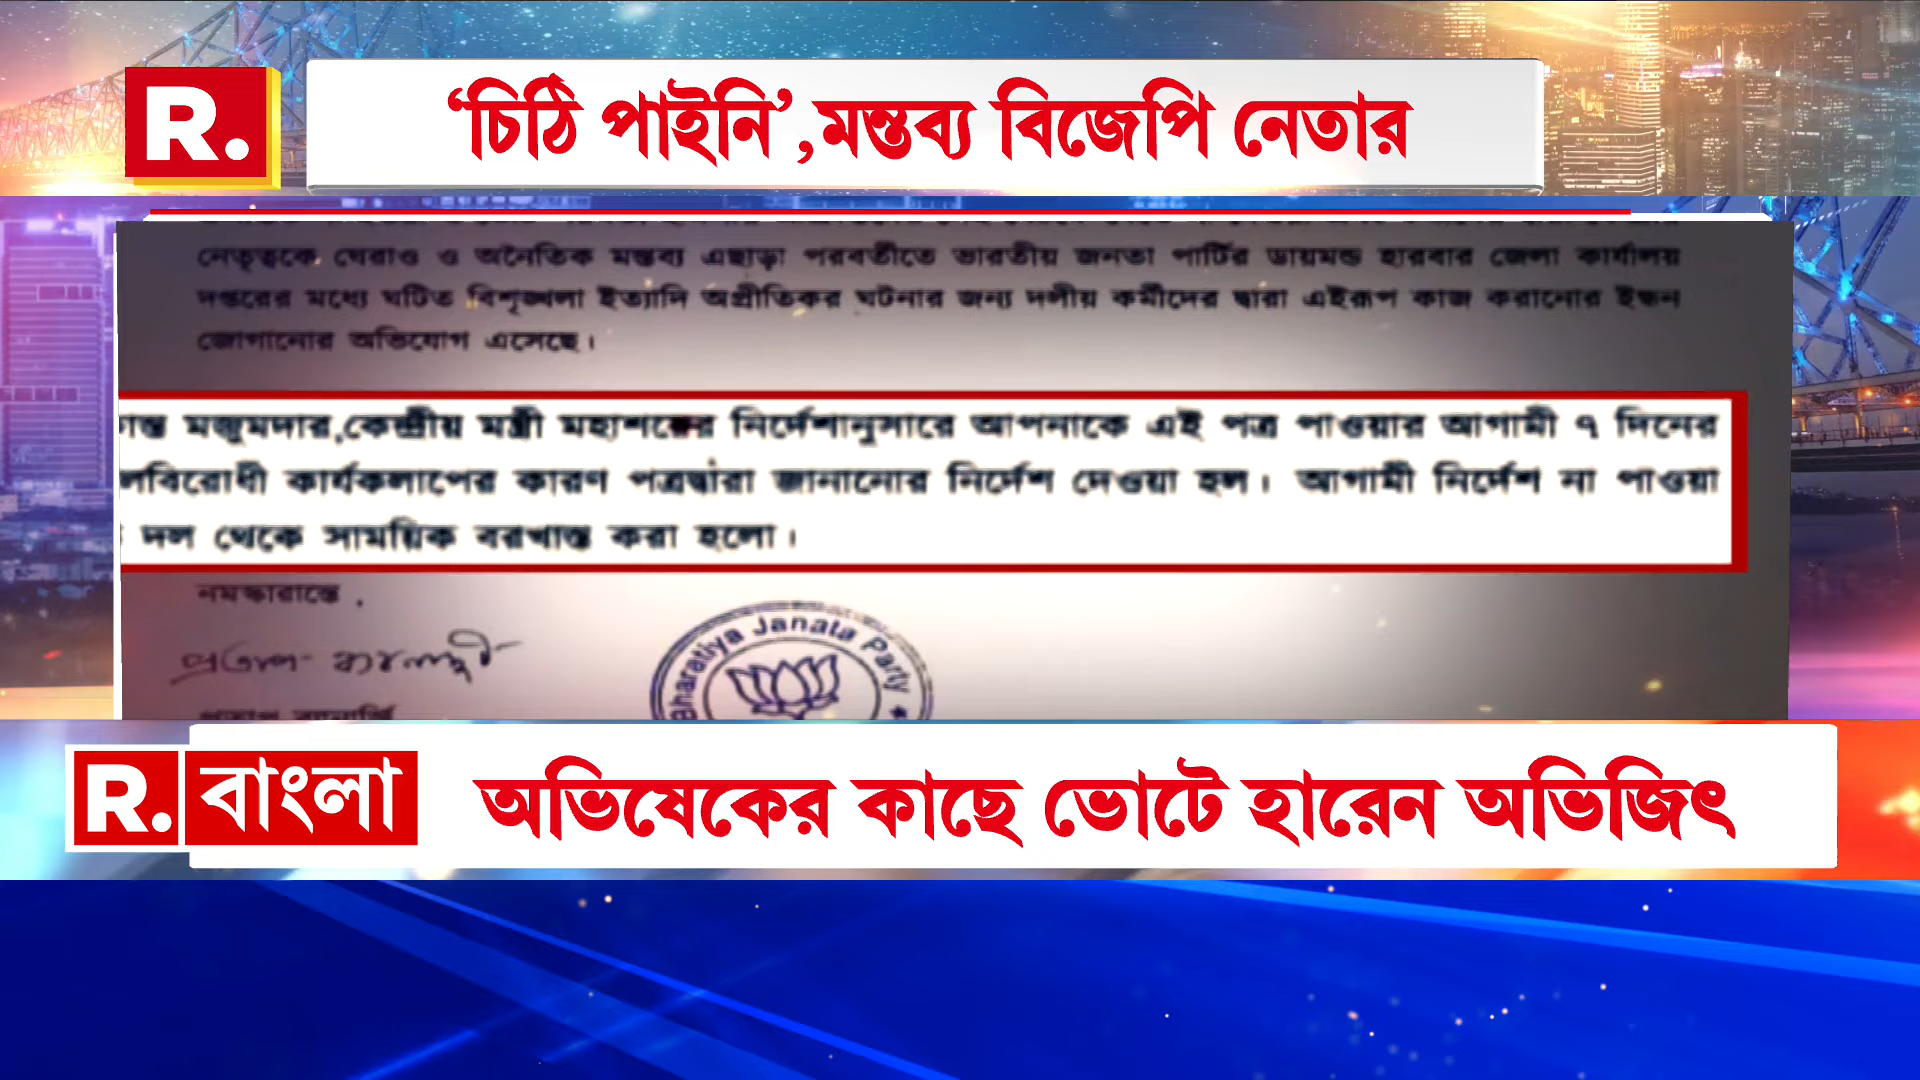 R.
‘চিঠি পাইনি’,মন্তব্য বিজেপি নেতার
নেতৃত্বকে ঘেরাও ও অনৈতিক মন্তব্য এছাড়া পরবর্তীতে ভারতীয় জনতা পার্টির ডায়মন্ড হারবার জেলা কার্যালয়
দপ্তরের মধ্যে ঘটিত বিশৃঙ্খলা ইত্যাদি অপ্রীতিকর ঘটনার জন্য দলীয় কর্মীদের দ্বারা এইরূপ কাজ করানোর ইন্ধন
জোগানোর অভিযোগ এসেছে।
মজুমদার,কেন্দ্রীয় মন্ত্রী মহাশয়ের নির্দেশানুসারে আপনাকে এই পত্র পাওয়ার আগামী ৭ দিনের
লবিরোধী কার্যকলাপের কারণ পত্রদ্বারা জানানোর নির্দেশ দেওয়া হল। আগামী নির্দেশ না পাওয়া
দল থেকে সাময়িক বরখাস্ত করা হলো।
নমস্কারান্তে ,
Bharatiya Janata Party
R.বাংলা
অভিষেকের কাছে ভোটে হারেন অভিজিৎ